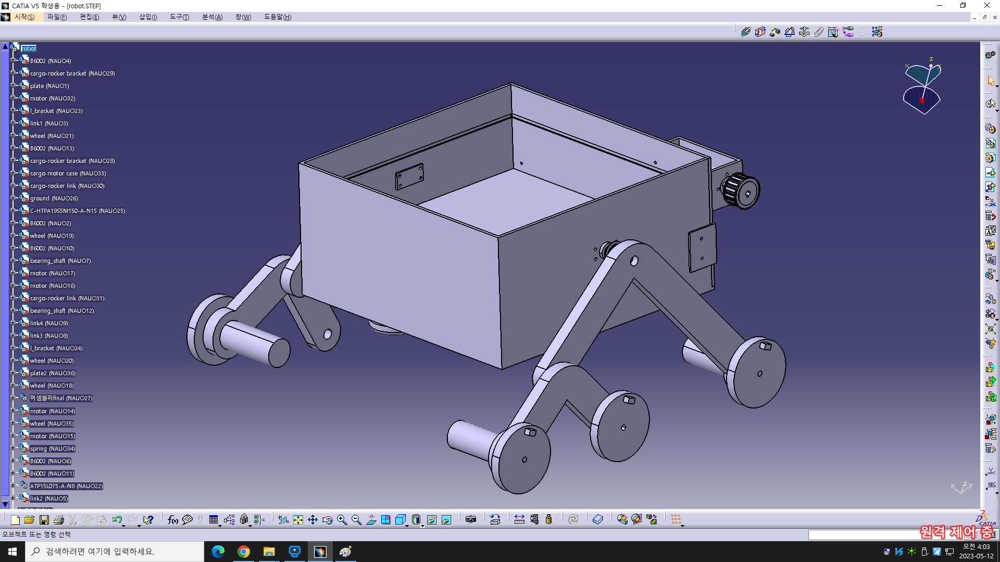 CATIA V5 학생용 - [robot.STEP]
시작(S) 파일(F) 편집(E) 뷰(V) 삽입(I) 도구(T) 분석(A) 창(W) 도움말(H)
robot
B6002 (NAUO4)
cargo-rocker bracket (NAUO29)
plate (NAUO1)
motor (NAUO32)
l_bracket (NAUO23)
link1 (NAUO3)
wheel (NAUO21)
B6002 (NAUO13)
cargo-rocker bracket (NAUO28)
cargo motor case (NAUO33)
cargo-rocker link (NAUO30)
ground (NAUO26)
C-HTPA19S5M150-A-N15 (NAUO25)
B6002 (NAUO2)
wheel (NAUO19)
B6002 (NAUO10)
bearing_shaft (NAUO7)
motor (NAUO17)
motor (NAUO16)
cargo-rocker link (NAUO31)
bearing_shaft (NAUO12)
link4 (NAUO9)
link3 (NAUO8)
l_bracket (NAUO24)
wheel (NAUO20)
plate2 (NAUO36)
wheel (NAUO18)
어셈블리final (NAUO27)
motor (NAUO14)
wheel (NAUO35)
motor (NAUO15)
spring (NAUO34)
B6002 (NAUO6)
B6002 (NAUO11)
ATP15L075-A-N8 (NAUO22)
link2 (NAUO5)
z
x y
x z y
f(x)
ABC
CATIA
오브젝트 또는 명령 선택
원격 제어 중
검색하려면 여기에 입력하세요.
오전 4:03
2023-05-12